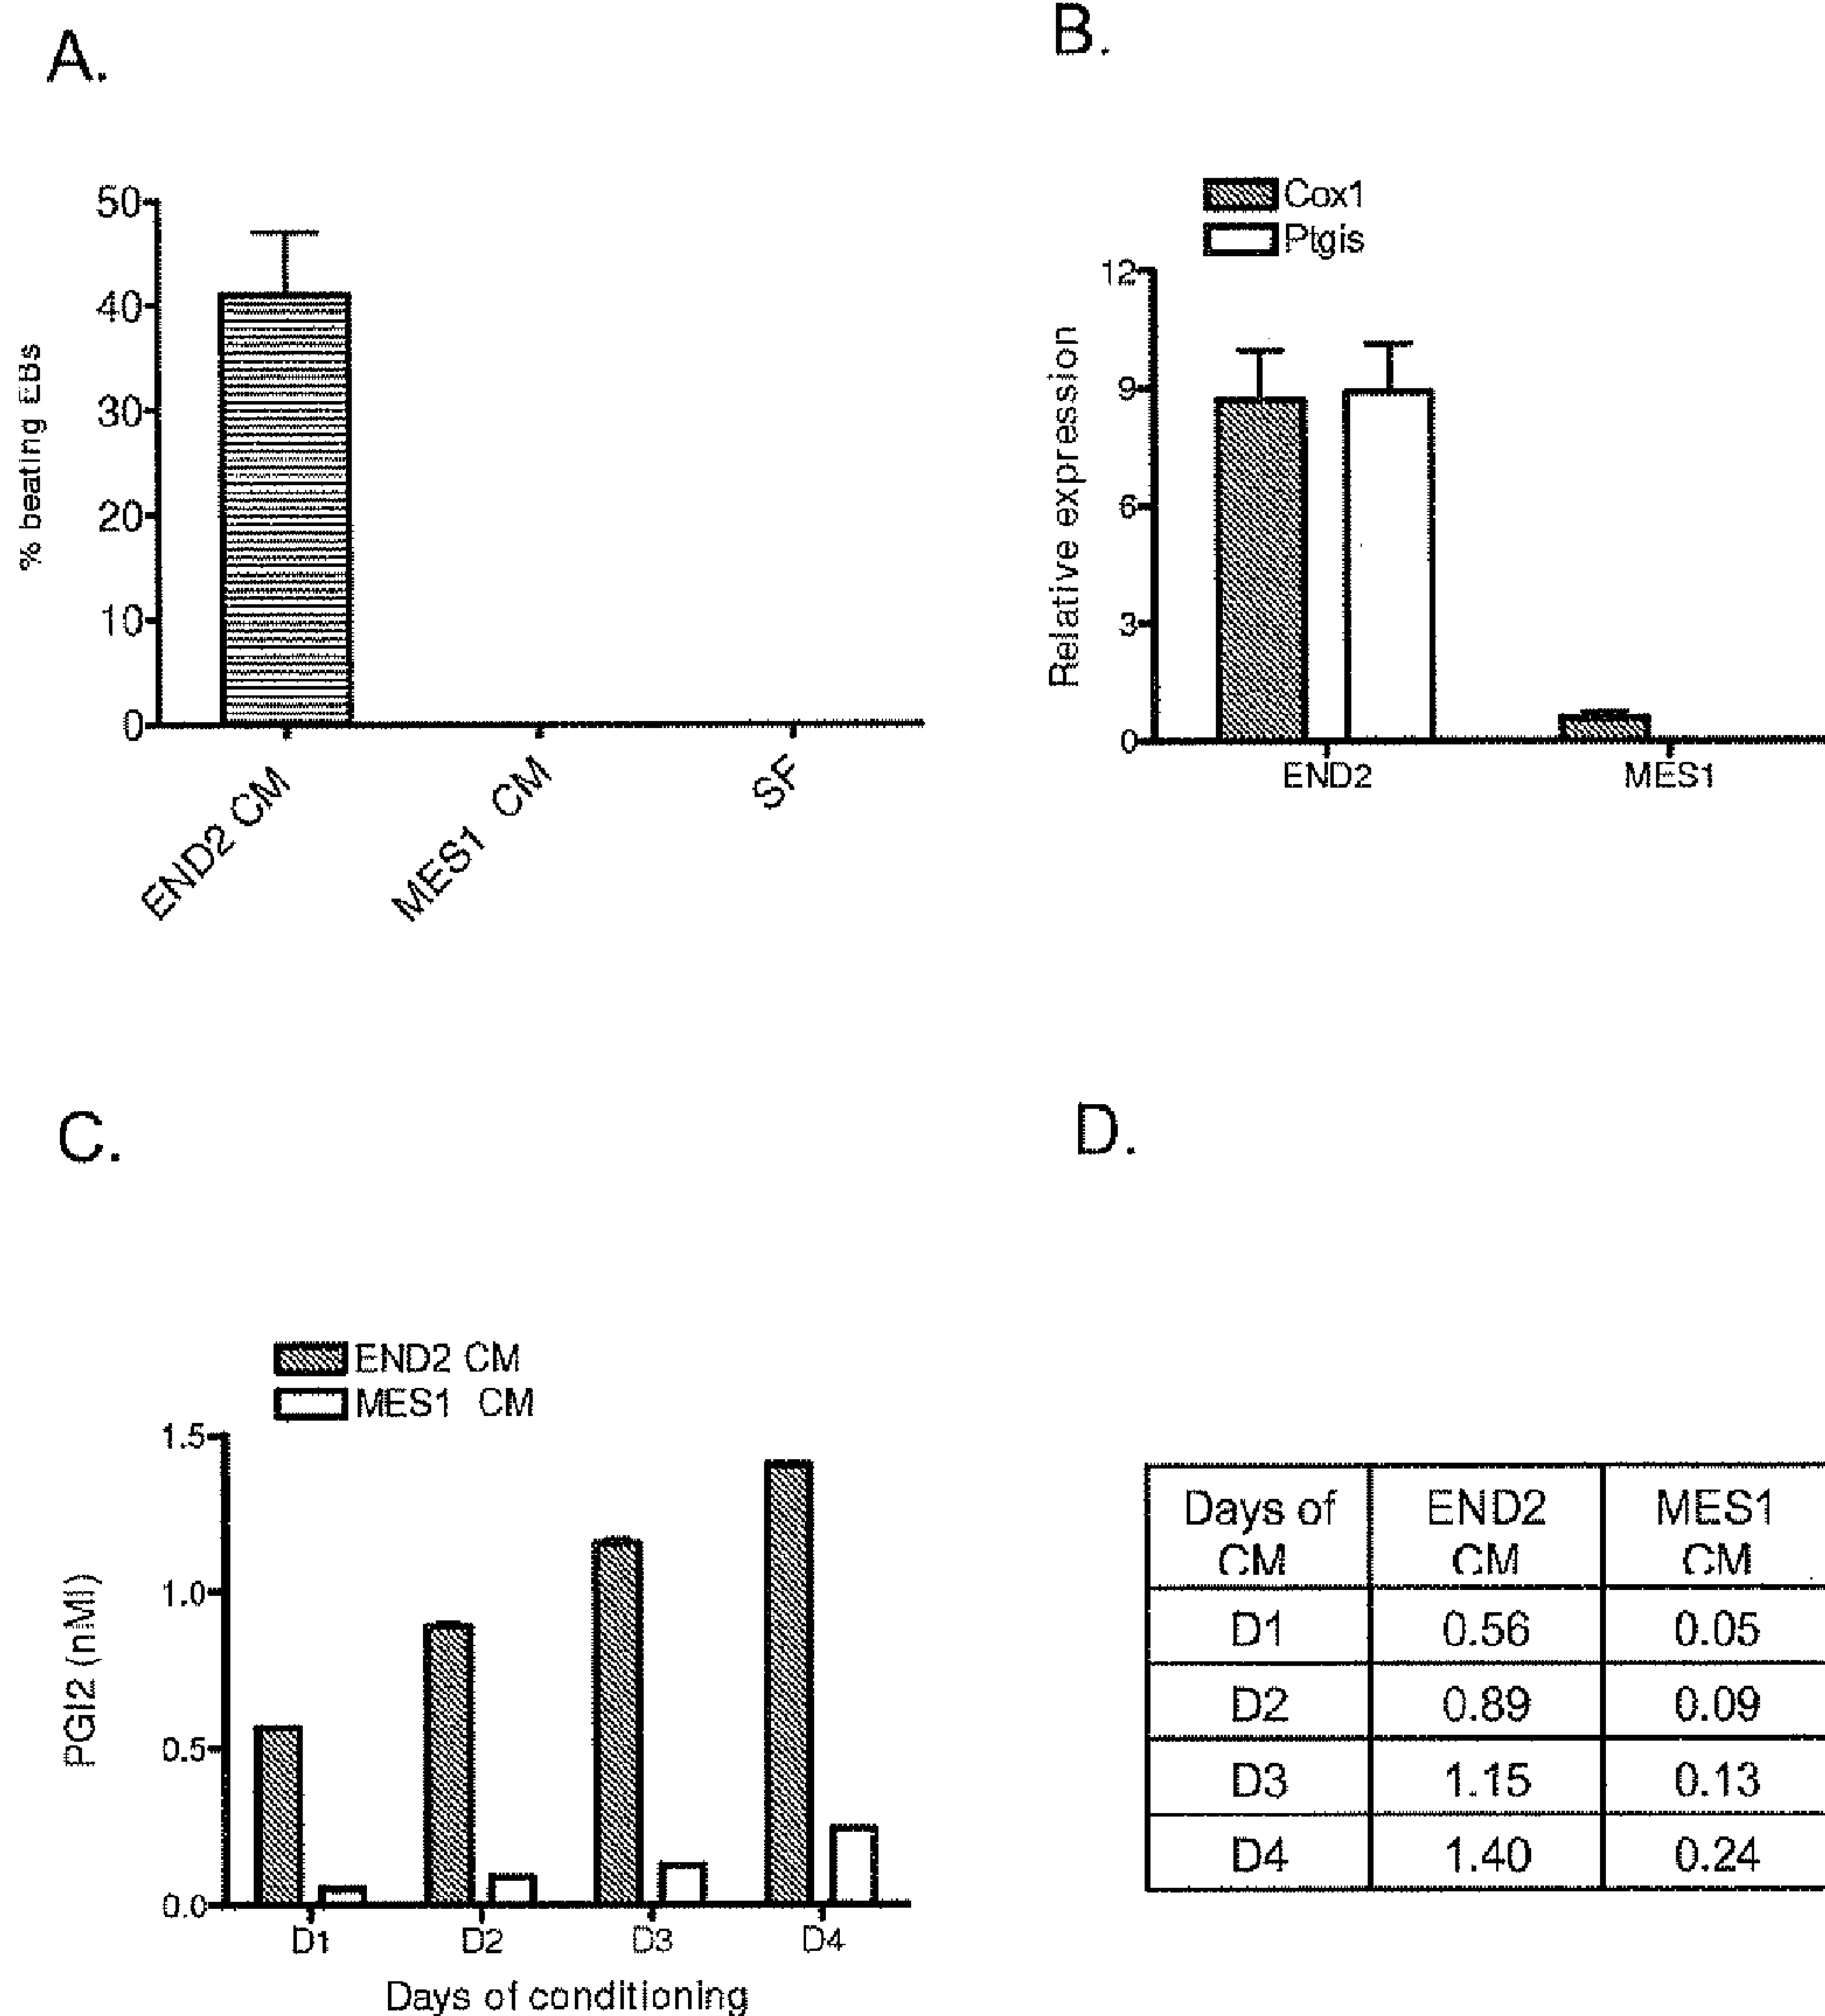 A.
50
40
30
20
10
0
% beating EBs
END2 CM
MES1 CM
SF
B.
Cox1
Ptgis
12
9
6
3
0
Relative expression
END2
MES1
C.
END2 CM
MES1 CM
1.5
1.0
0.5
0.0
PGI2 (nMl)
D1
D2
D3
D4
Days of conditioning
D.
Days of CM END2 CM MES1 CM
D1 0.56 0.05
D2 0.89 0.09
D3 1.15 0.13
D4 1.40 0.24